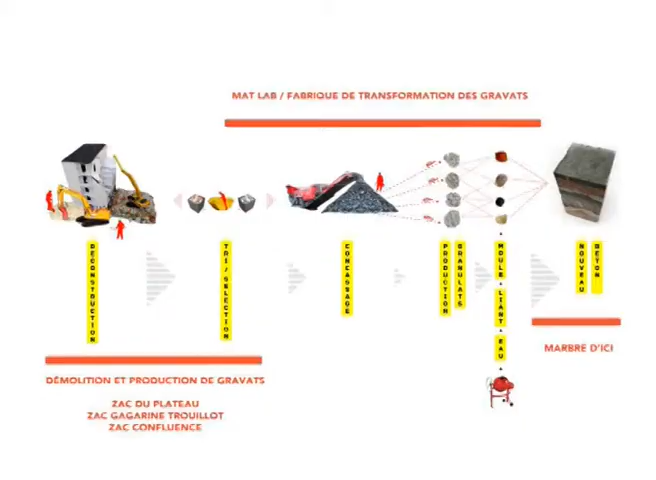 MAT LAB / FABRIQUE DE TRANSFORMATION DES GRAVATS
DECONSTRUCTION
TRI / SELECTION
CONCASSAGE
PRODUCTION
GRANULATS
MOULE
LIANT
EAU
NOUVEAU
BETON
MARBRE D'ICI
DÉMOLITION ET PRODUCTION DE GRAVATS
ZAC DU PLATEAU
ZAC GAGARINE TROUILLOT
ZAC CONFLUENCE